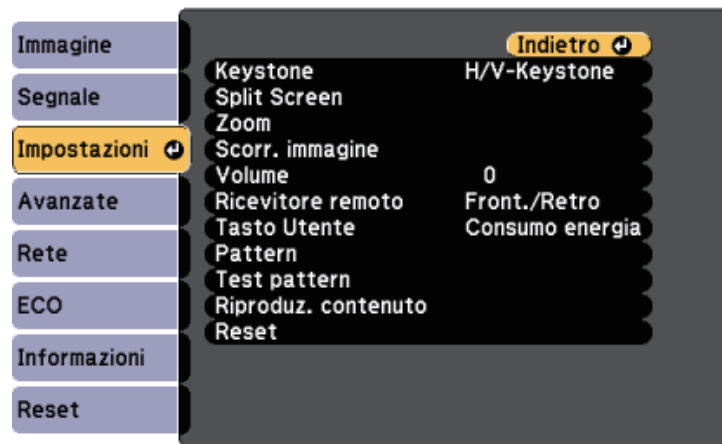 Immagine
Segnale
Impostazioni
Avanzate
Rete
ECO
Informazioni
Reset
Indietro
Keystone H/V-Keystone
Split Screen
Zoom
Scorr. immagine
Volume 0
Ricevitore remoto Front./Retro
Tasto Utente Consumo energia
Pattern
Test pattern
Riproduz. contenuto
Reset